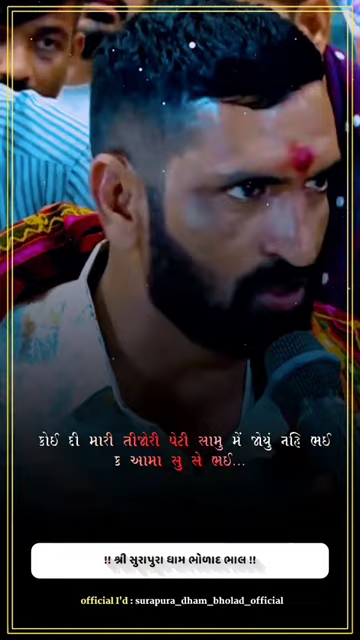 કોઈ દી મારી તીજોરી પેટી સામુ મેં જોયું નહિ ભઈ
ક આમા સુ સે ભઈ...
!! શ્રી સુરાપુરા ધામ ભોળાદ ભાલ !!
official I'd : surapura_dham_bholad_official